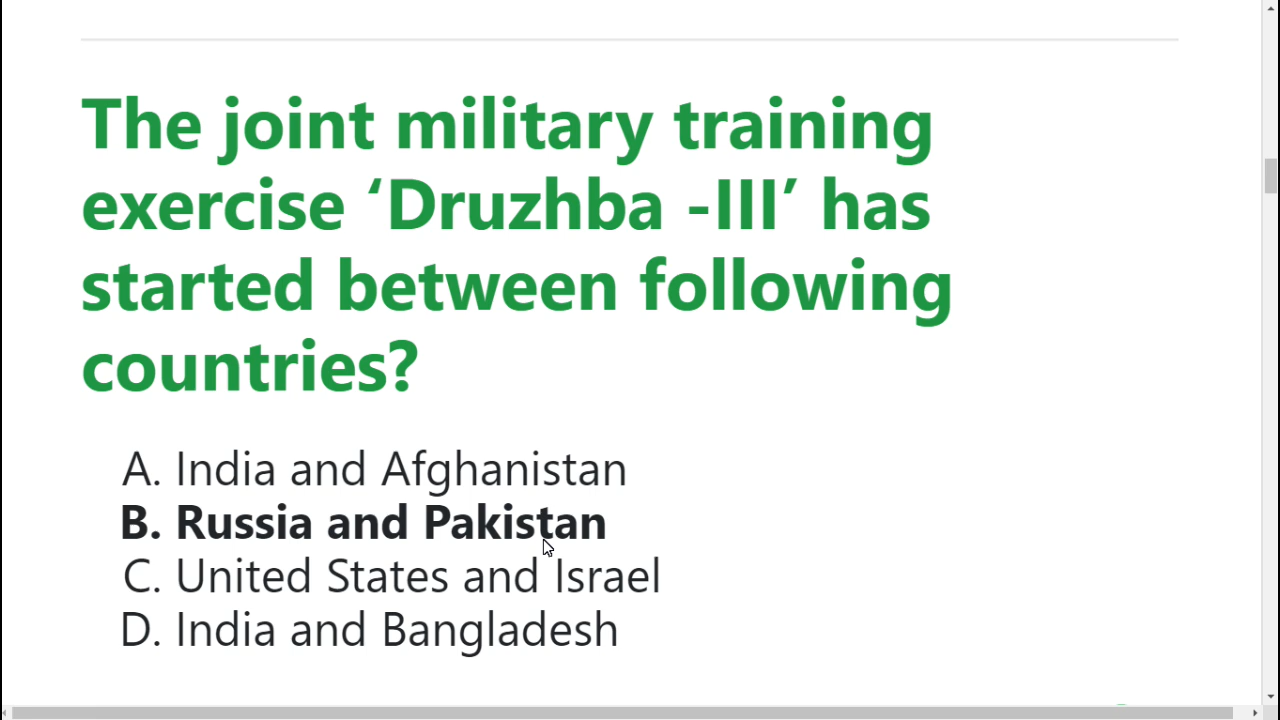 The joint military training
exercise ‘Druzhba -III’ has
started between following
countries?
A. India and Afghanistan
B. Russia and Pakistan
C. United States and Israel
D. India and Bangladesh